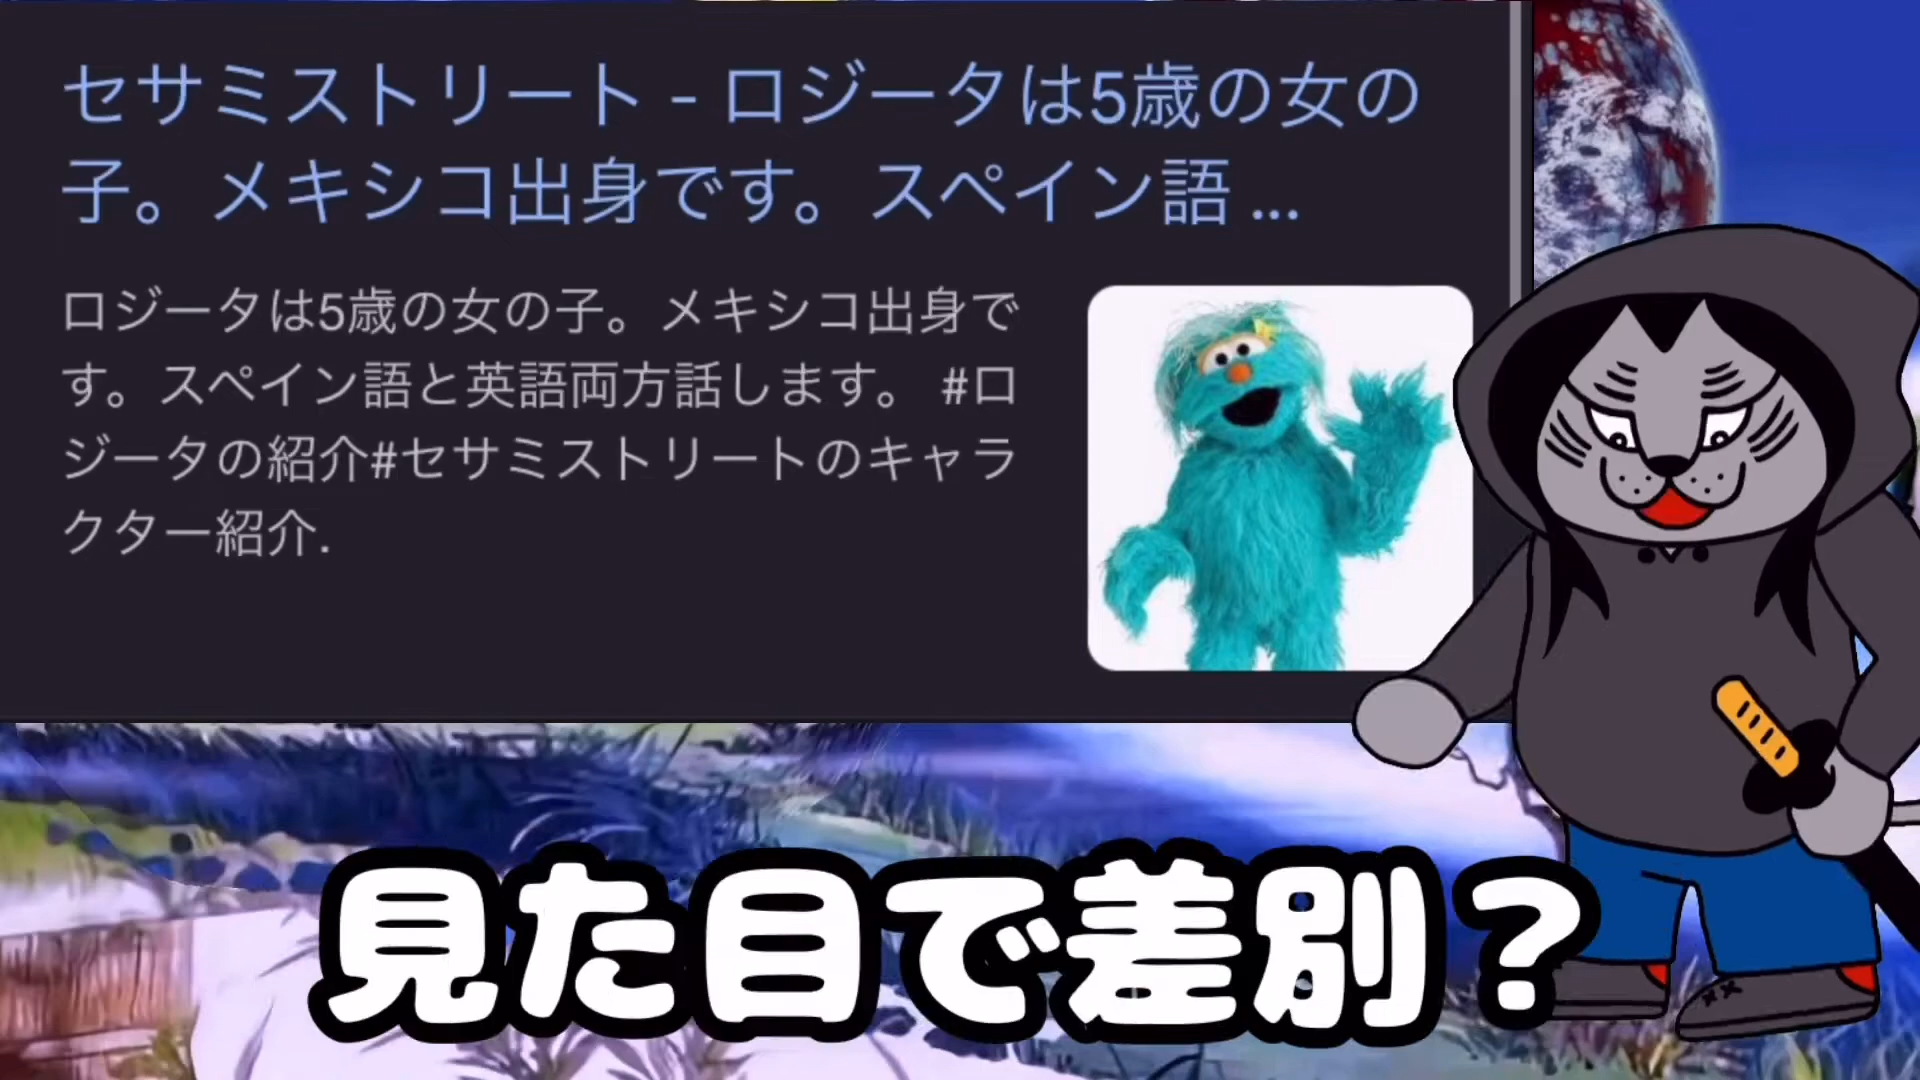 セサミストリート - ロジータは5歳の女の
子。メキシコ出身です。スペイン語 ...
ロジータは5歳の女の子。メキシコ出身で
す。スペイン語と英語両方話します。 #ロ
ジータの紹介#セサミストリートのキャラ
クター紹介.
見た目で差別？